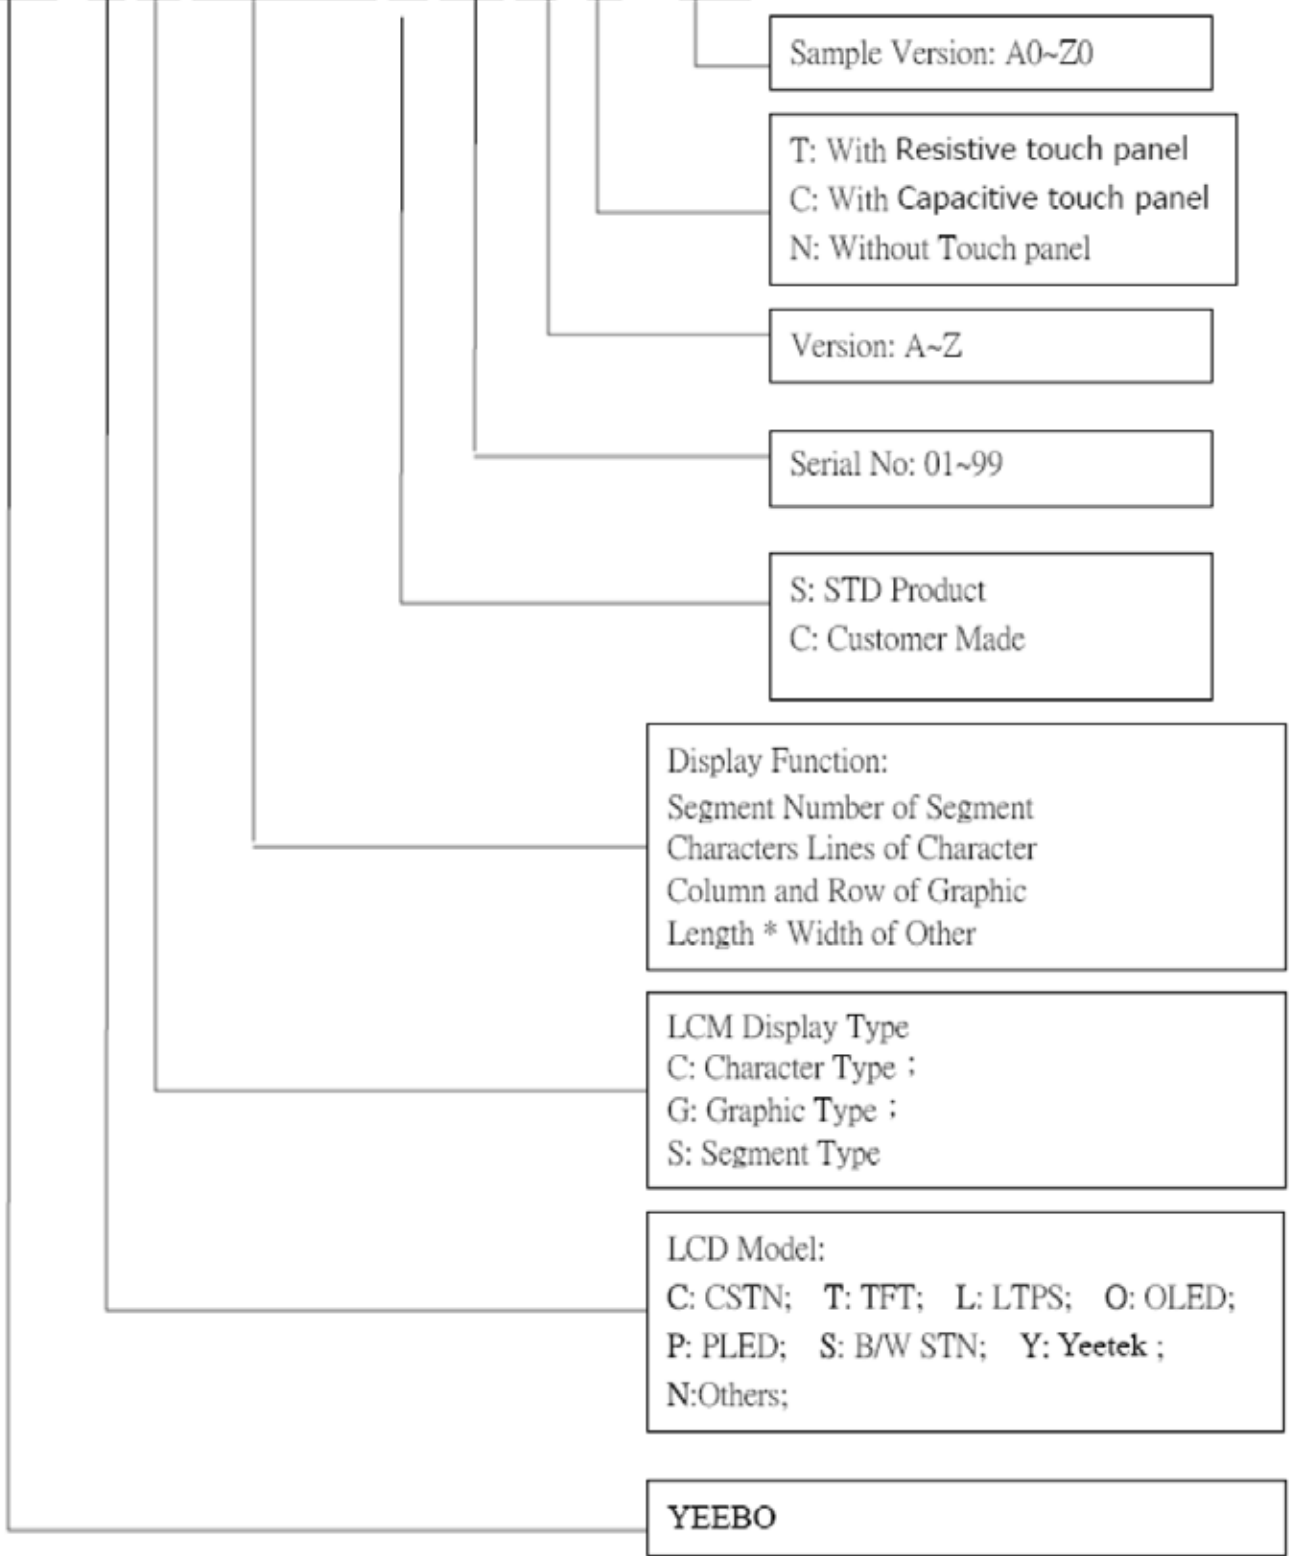 Sample Version: A0~Z0
T: With Resistive touch panel
C: With Capacitive touch panel
N: Without Touch panel
Version: A~Z
Serial No: 01~99
S: STD Product
C: Customer Made
Display Function:
Segment Number of Segment
Characters Lines of Character
Column and Row of Graphic
Length * Width of Other
LCM Display Type
C: Character Type；
G: Graphic Type；
S: Segment Type
LCD Model:
C: CSTN; T: TFT; L: LTPS; O: OLED;
P: PLED; S: B/W STN; Y: Yeetek ;
N:Others;
YEEBO